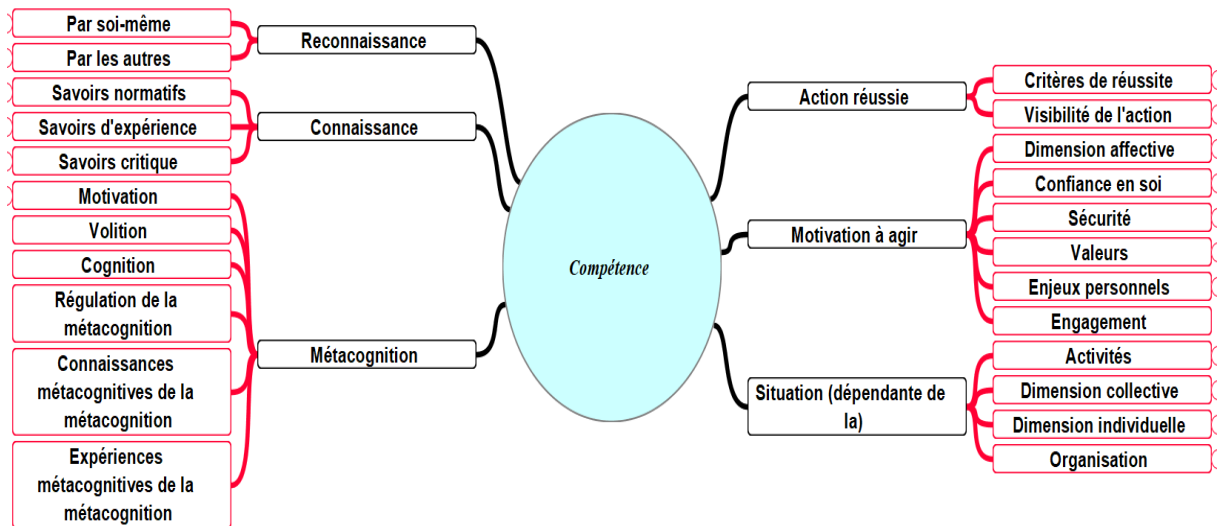 Par soi-même
Par les autres
Reconnaissance
Savoirs normatifs
Savoirs d'expérience
Savoirs critique
Connaissance
Motivation
Volition
Cognition
Régulation de la
métacognition
Connaissances
métacognitives de la
métacognition
Expériences
métacognitives de la
métacognition
Métacognition
Compétence
Action réussie
Critères de réussite
Visibilité de l'action
Motivation à agir
Dimension affective
Confiance en soi
Sécurité
Valeurs
Enjeux personnels
Engagement
Situation (dépendante de
la)
Activités
Dimension collective
Dimension individuelle
Organisation